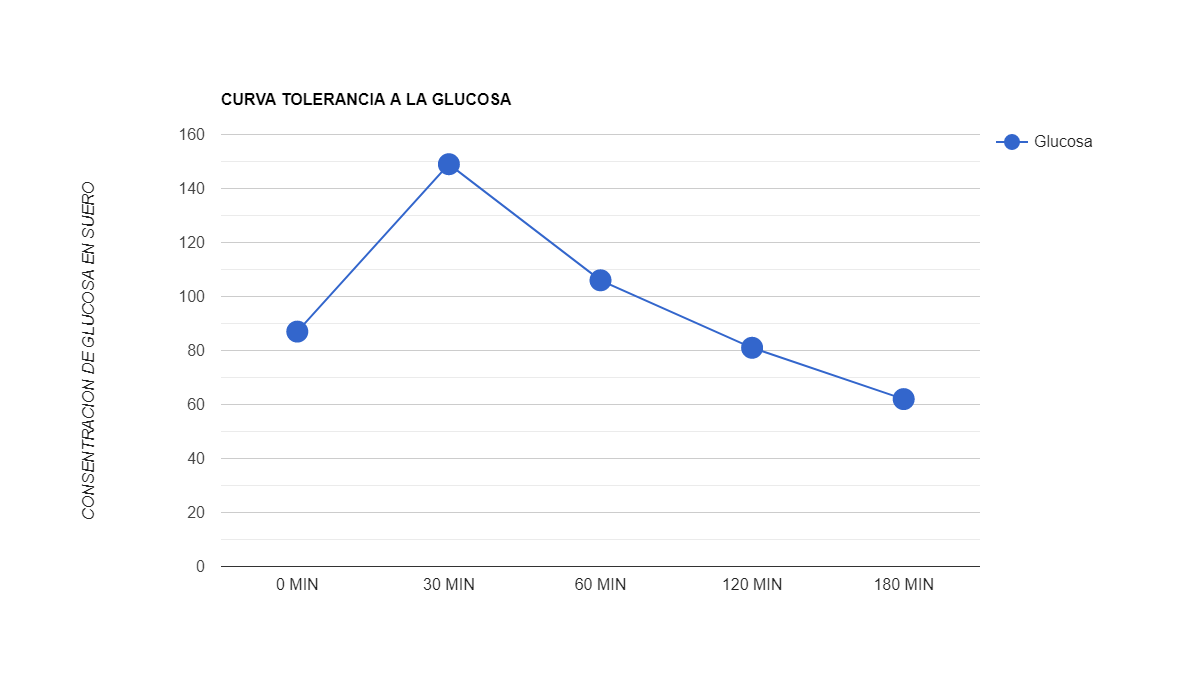 CURVA TOLERANCIA A LA GLUCOSA
CONSENTRACION DE GLUCOSA EN SUERO
160
140
120
100
80
60
40
20
0
0 MIN
30 MIN
60 MIN
120 MIN
180 MIN
Glucosa